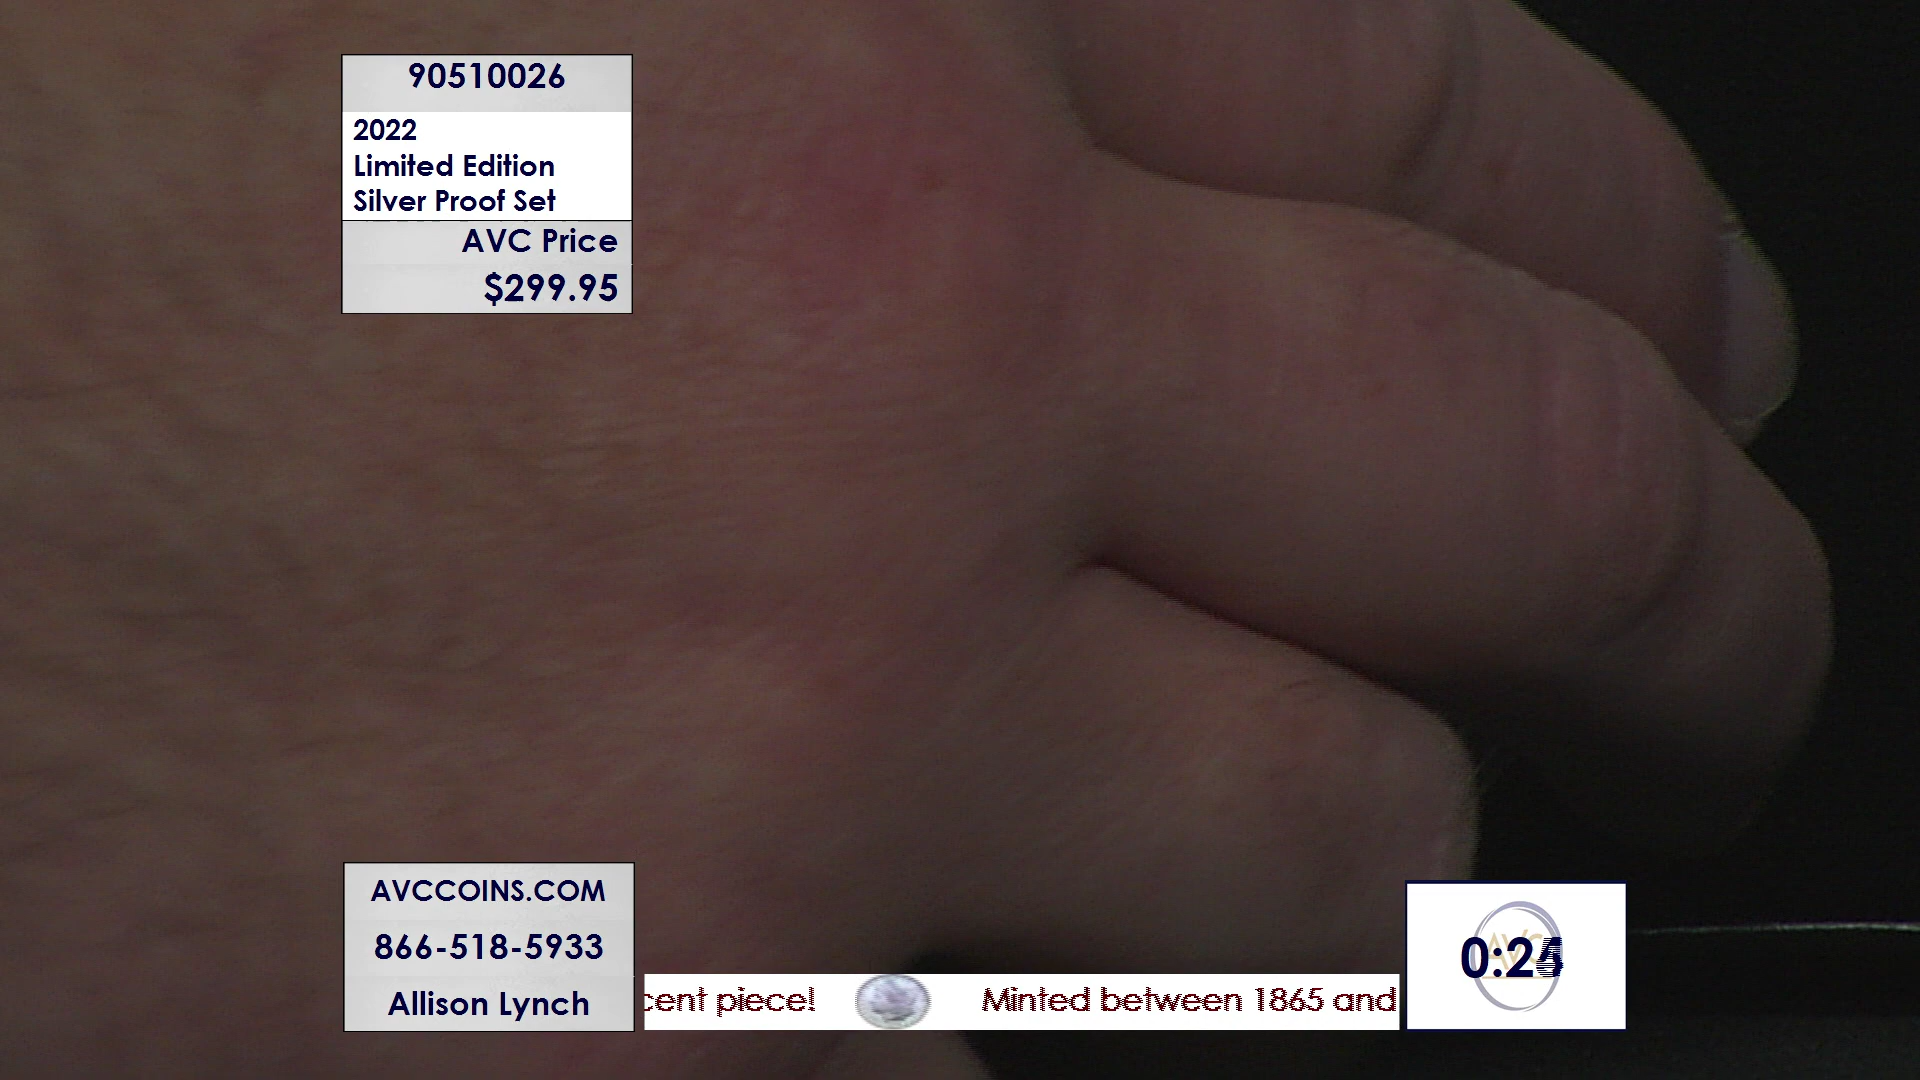 90510026
2022
Limited Edition
Silver Proof Set
AVC Price
$299.95
AVCCOINS.COM
866-518-5933
Allison Lynch
cent piece!
Minted between 1865 and
AVC